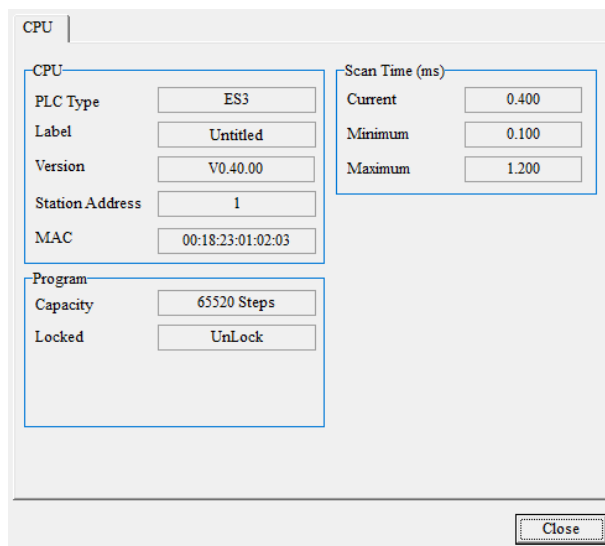 CPU
CPU
PLC Type ES3
Label Untitled
Version V0.40.00
Station Address 1
MAC 00:18:23:01:02:03
Program
Capacity 65520 Steps
Locked UnLock
Scan Time (ms)
Current 0.400
Minimum 0.100
Maximum 1.200
Close